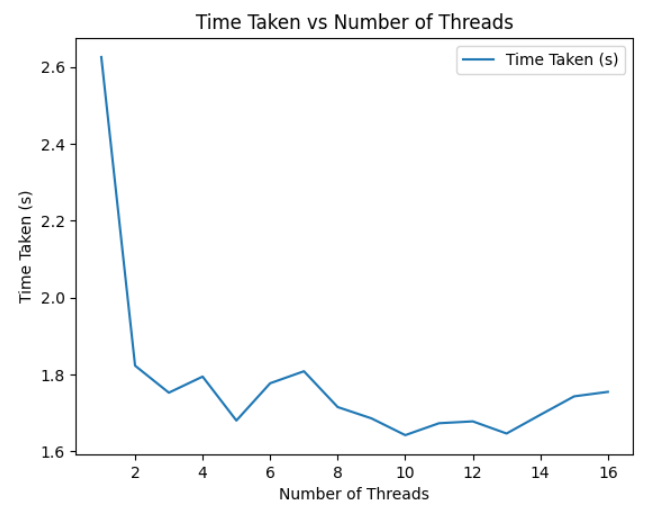 Time Taken vs Number of Threads
Time Taken (s)
2.6
2.4
2.2
2.0
1.8
1.6
Time Taken (s)
2 4 6 8 10 12 14 16
Number of Threads